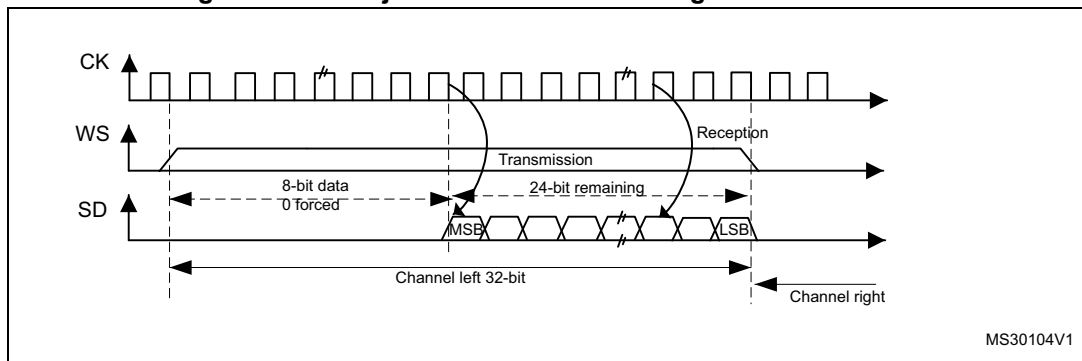 CK
WS
Reception
Transmission
8-bit data
0 forced
24-bit remaining
SD
MSB
LSB
Channel left 32-bit
Channel right
MS30104V1